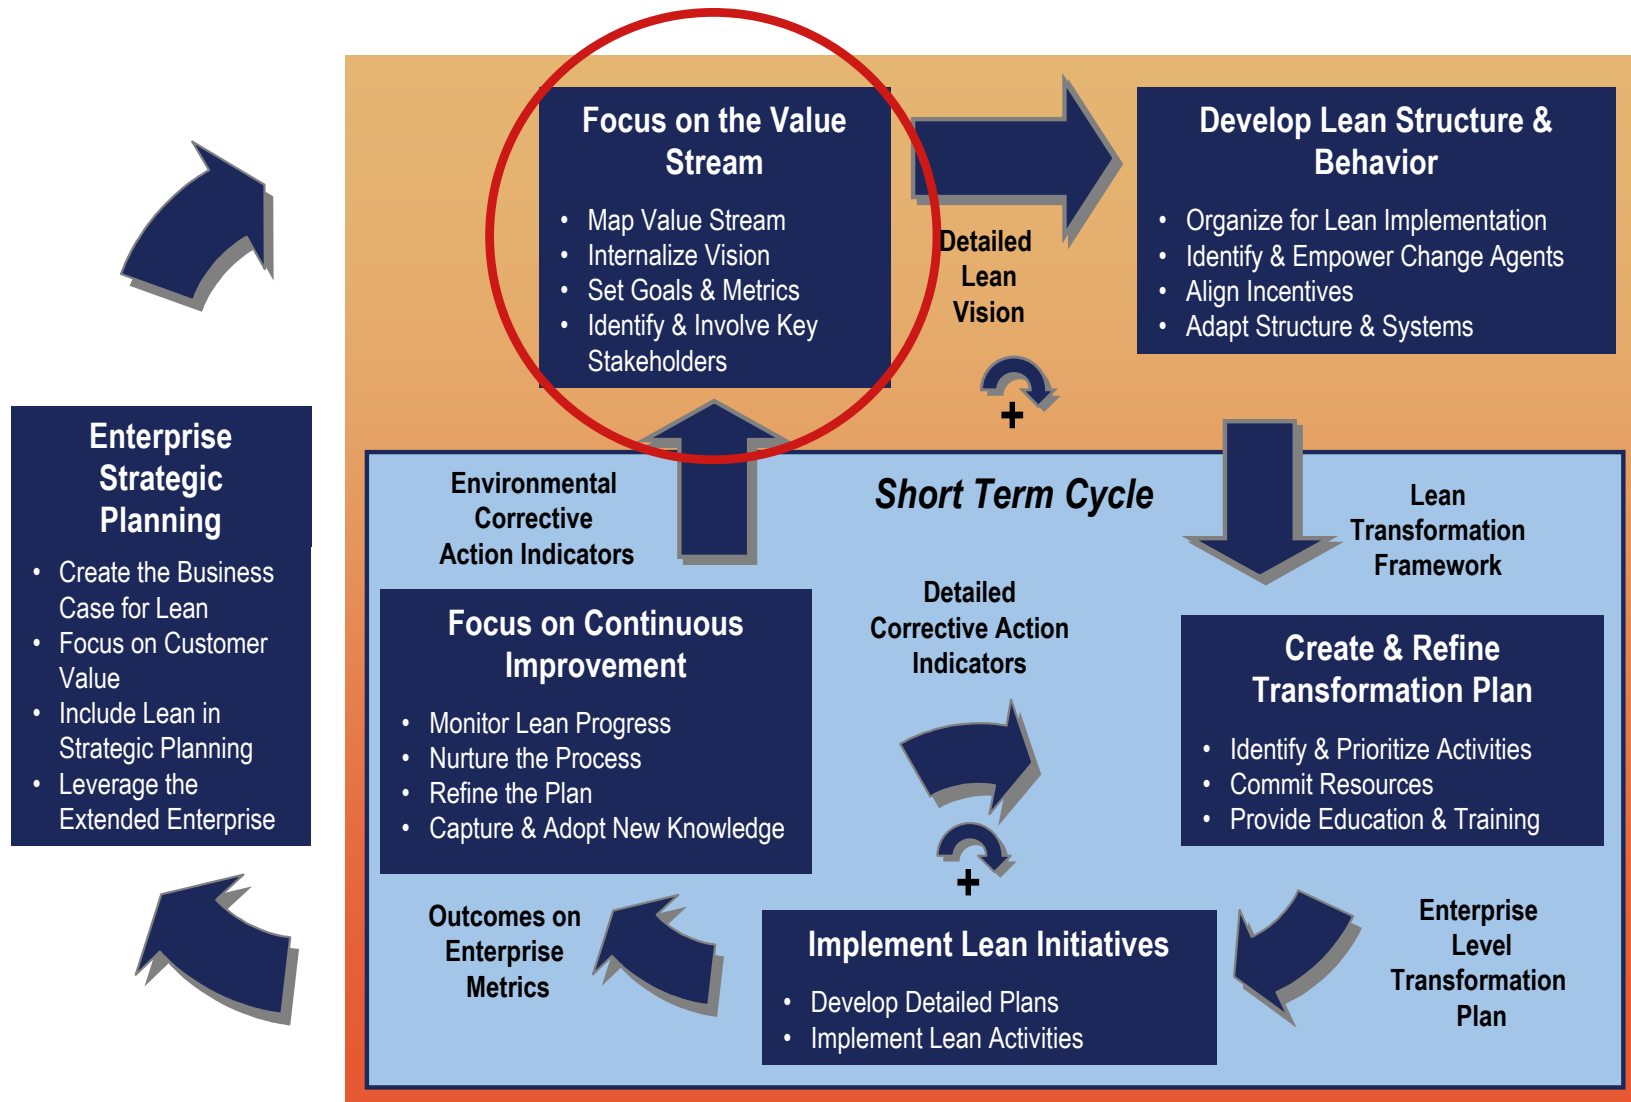 Focus on the Value
Stream
• Map Value Stream
• Internalize Vision
• Set Goals & Metrics
• Identify & Involve Key
Stakeholders
Detailed
Lean
Vision
+
Develop Lean Structure &
Behavior
• Organize for Lean Implementation
• Identify & Empower Change Agents
• Align Incentives
• Adapt Structure & Systems
Enterprise
Strategic
Planning
• Create the Business
Case for Lean
• Focus on Customer
Value
• Include Lean in
Strategic Planning
• Leverage the
Extended Enterprise
Environmental
Corrective
Action Indicators
Short Term Cycle
Lean
Transformation
Framework
Focus on Continuous
Improvement
• Monitor Lean Progress
• Nurture the Process
• Refine the Plan
• Capture & Adopt New Knowledge
Detailed
Corrective Action
Indicators
+
Create & Refine
Transformation Plan
• Identify & Prioritize Activities
• Commit Resources
• Provide Education & Training
Outcomes on
Enterprise
Metrics
Implement Lean Initiatives
• Develop Detailed Plans
• Implement Lean Activities
Enterprise
Level
Transformation
Plan